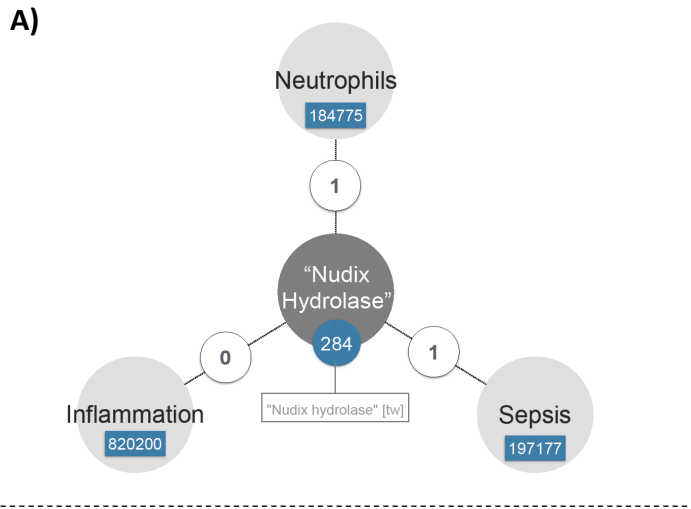 A)
Neutrophils
184775
1
“Nudix
Hydrolase”
284
0
1
"Nudix hydrolase" [tw]
Inflammation
820200
Sepsis
197177